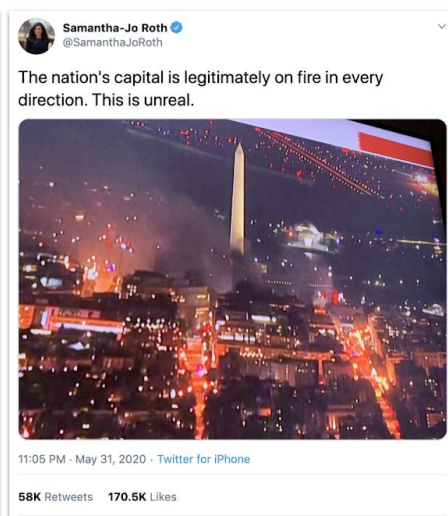 Samantha-Jo Roth
@SamanthaJoRoth
The nation's capital is legitimately on fire in every
direction. This is unreal.
11:05 PM · May 31, 2020 · Twitter for iPhone
58K Retweets 170.5K Likes